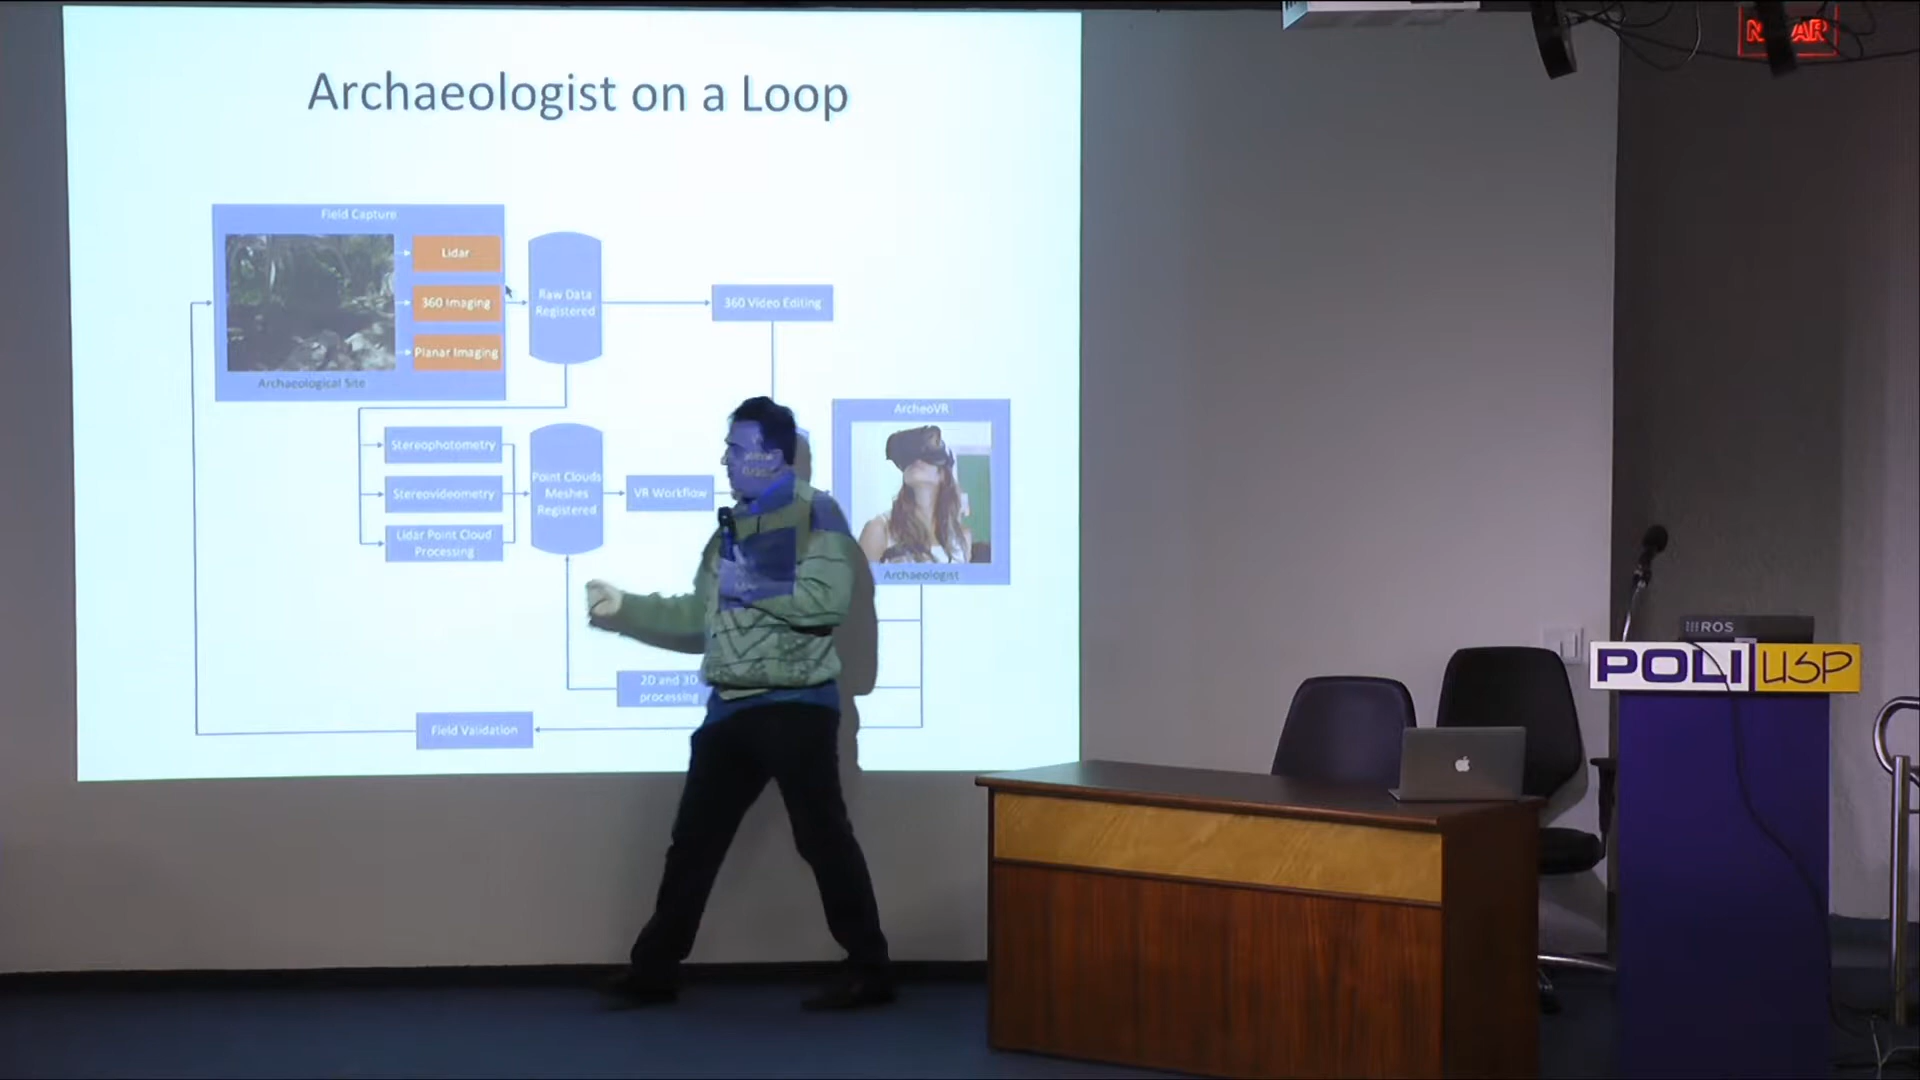 Archaeologist on a Loop
Field Capture
Lidar
360 Imaging
Planar Imaging
Archaeological Site
Raw Data
Registered
360 Video Editing
Stereophotometry
Stereovideometry
Lidar Point Cloud
Processing
Point Clouds
Meshes
Registered
VR Workflow
ArcheoVR
Archaeologist
2D and 3D
processing
Field Validation
ROS
POLI USP